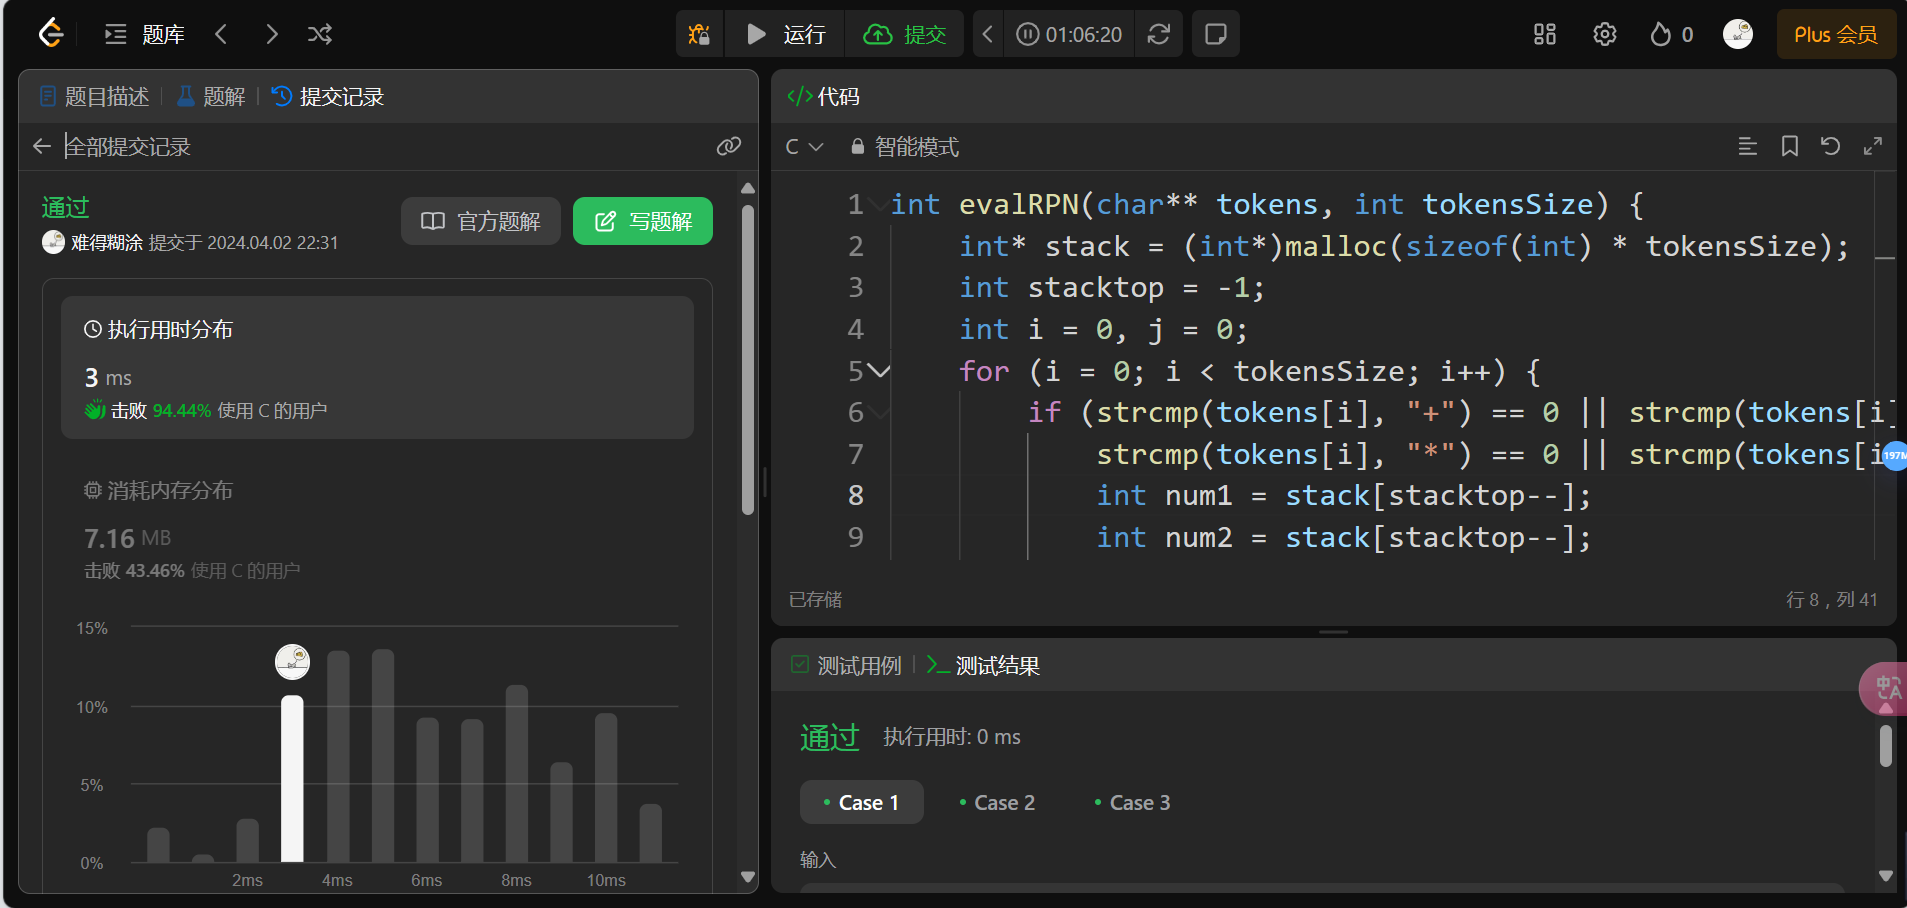 题库
运行
提交
01:06:20
0
Plus 会员
题目描述
题解
提交记录
全部提交记录
通过
难得糊涂 提交于 2024.04.02 22:31
官方题解
写题解
执行用时分布
3 ms
击败 94.44% 使用 C 的用户
消耗内存分布
7.16 MB
击败 43.46% 使用 C 的用户
15%
10%
5%
0%
2ms 4ms 6ms 8ms 10ms
</> 代码
C
智能模式
1 int evalRPN(char** tokens, int tokensSize) {
2 int* stack = (int*)malloc(sizeof(int) * tokensSize);
3 int stacktop = -1;
4 int i = 0, j = 0;
5 for (i = 0; i < tokensSize; i++) {
6 if (strcmp(tokens[i], "+") == 0 || strcmp(tokens[i]
7 strcmp(tokens[i], "*") == 0 || strcmp(tokens[i
8 int num1 = stack[stacktop--];
9 int num2 = stack[stacktop--];
197M
已存储
行 8，列 41
测试用例
测试结果
中A
通过 执行用时: 0 ms
Case 1
Case 2
Case 3
输入